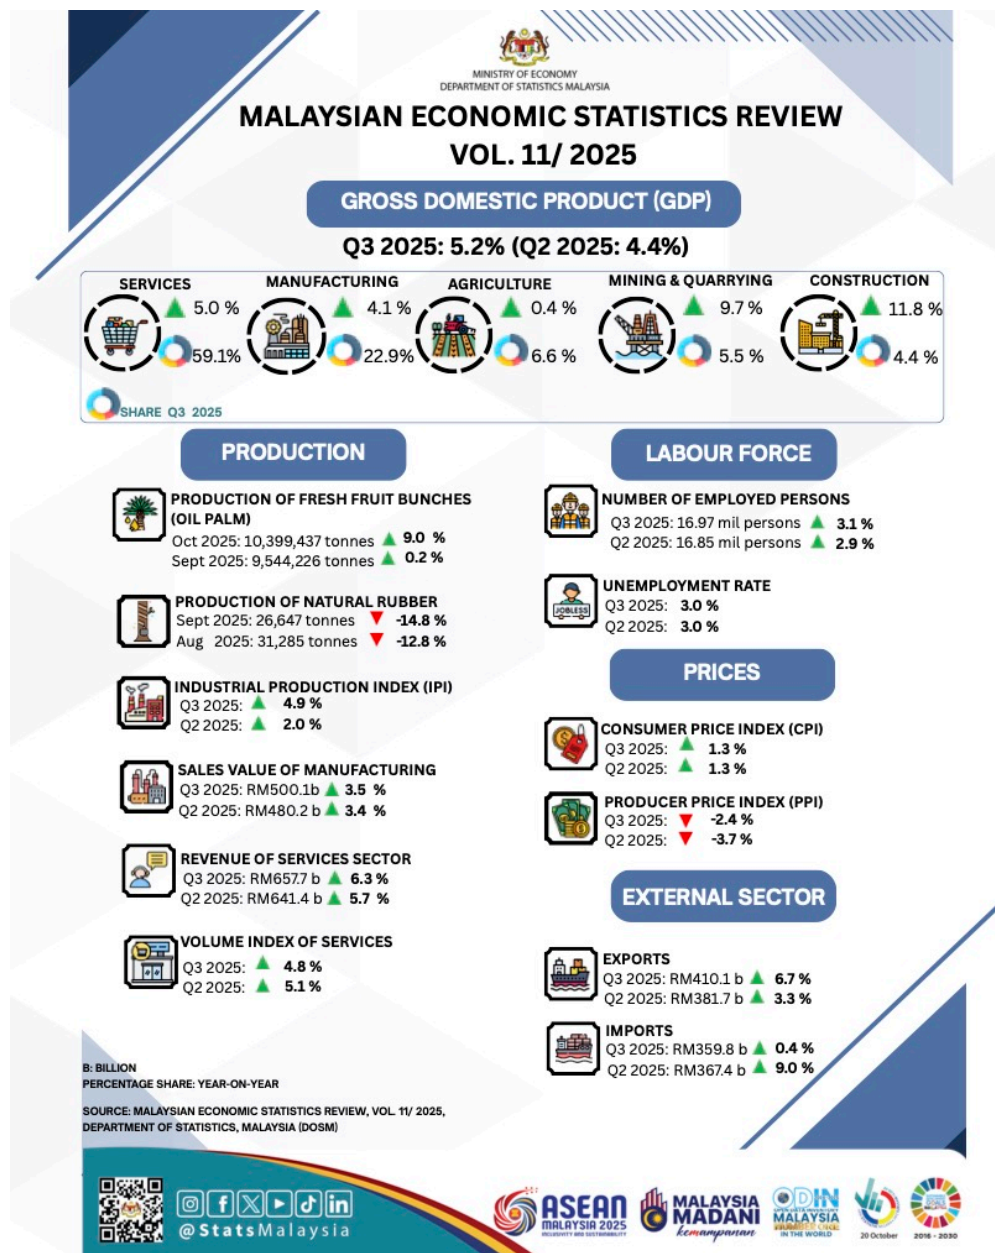 MINISTRY OF ECONOMY
DEPARTMENT OF STATISTICS MALAYSIA
MALAYSIAN ECONOMIC STATISTICS REVIEW
VOL. 11/ 2025
GROSS DOMESTIC PRODUCT (GDP)
Q3 2025: 5.2% (Q2 2025: 4.4%)
SERVICES
5.0 %
59.1%
MANUFACTURING
4.1 %
22.9%
AGRICULTURE
0.4 %
6.6 %
MINING & QUARRYING
9.7 %
5.5 %
CONSTRUCTION
11.8 %
4.4 %
SHARE Q3 2025
PRODUCTION
PRODUCTION OF FRESH FRUIT BUNCHES
(OIL PALM)
Oct 2025: 10,399,437 tonnes 9.0 %
Sept 2025: 9,544,226 tonnes 0.2 %
PRODUCTION OF NATURAL RUBBER
Sept 2025: 26,647 tonnes -14.8 %
Aug 2025: 31,285 tonnes -12.8 %
INDUSTRIAL PRODUCTION INDEX (IPI)
Q3 2025: 4.9 %
Q2 2025: 2.0 %
SALES VALUE OF MANUFACTURING
Q3 2025: RM500.1b 3.5 %
Q2 2025: RM480.2 b 3.4 %
REVENUE OF SERVICES SECTOR
Q3 2025: RM657.7 b 6.3 %
Q2 2025: RM641.4 b 5.7 %
VOLUME INDEX OF SERVICES
Q3 2025: 4.8 %
Q2 2025: 5.1 %
LABOUR FORCE
NUMBER OF EMPLOYED PERSONS
Q3 2025: 16.97 mil persons 3.1 %
Q2 2025: 16.85 mil persons 2.9 %
JOBLESS
UNEMPLOYMENT RATE
Q3 2025: 3.0 %
Q2 2025: 3.0 %
PRICES
CONSUMER PRICE INDEX (CPI)
Q3 2025: 1.3 %
Q2 2025: 1.3 %
PRODUCER PRICE INDEX (PPI)
Q3 2025: -2.4 %
Q2 2025: -3.7 %
EXTERNAL SECTOR
EXPORTS
Q3 2025: RM410.1 b 6.7 %
Q2 2025: RM381.7 b 3.3 %
IMPORTS
Q3 2025: RM359.8 b 0.4 %
Q2 2025: RM367.4 b 9.0 %
B: BILLION
PERCENTAGE SHARE: YEAR-ON-YEAR
SOURCE: MALAYSIAN ECONOMIC STATISTICS REVIEW, VOL. 11/ 2025,
DEPARTMENT OF STATISTICS, MALAYSIA (DOSM)
@StatsMalaysia
ASEAN
MALAYSIA 2025
INCLUSIVITY AND SUSTAINABILITY
MALAYSIA
MADANI
kemampanan
ODIN
MALAYSIA
NUMBER ONE
IN THE WORLD
20 October
2016 - 2030